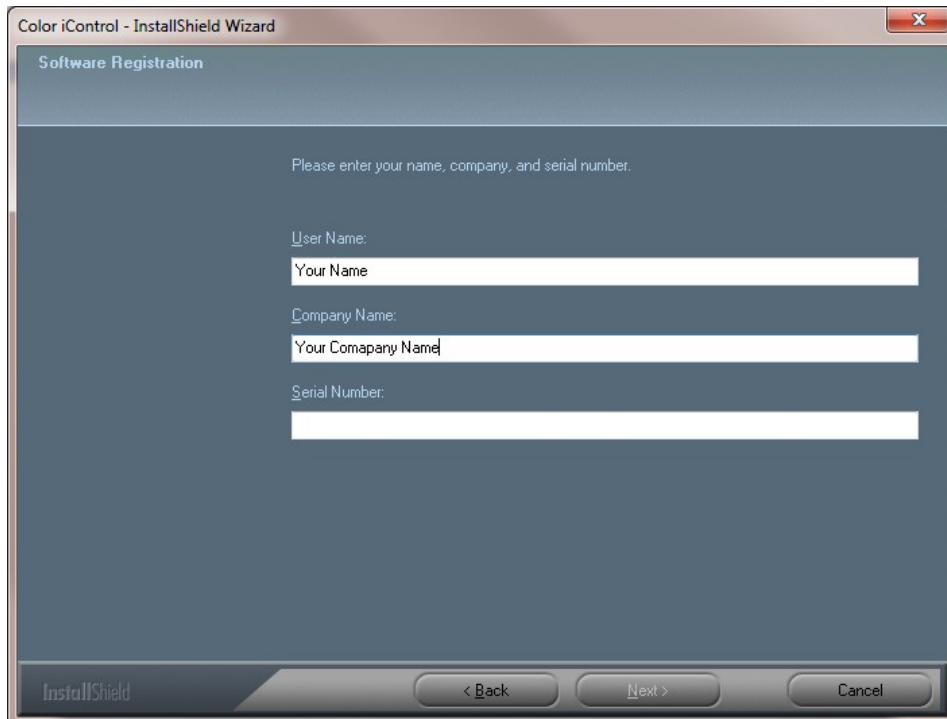 Color iControl - InstallShield Wizard
Software Registration
Please enter your name, company, and serial number.
User Name:
Your Name
Company Name:
Your Comapany Name
Serial Number:
InstallShield
< Back
Next >
Cancel